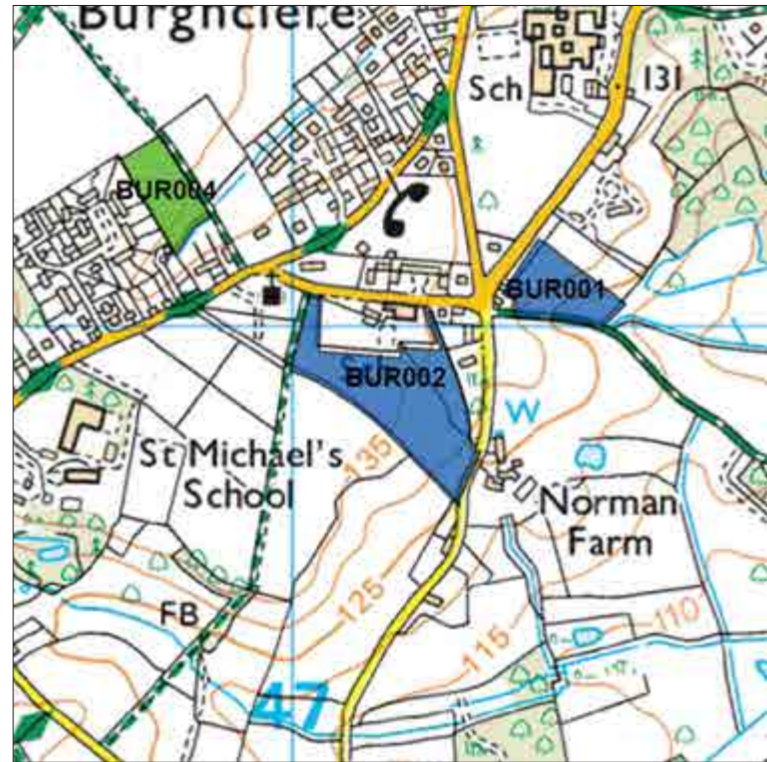 Burghclere
Sch
131
BUR004
BUR001
BUR002
W
135
St Michael's
School
Norman
Farm
125
FB
115
110
47